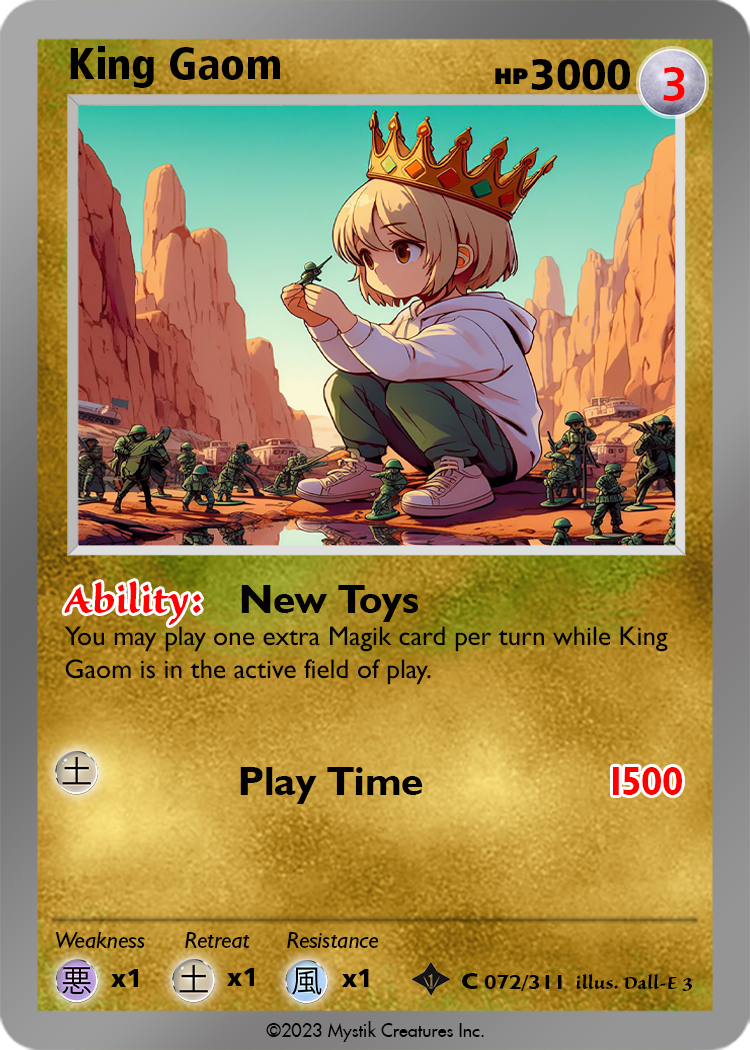 King Gaom
HP3000
3
Ability: New Toys
You may play one extra Magik card per turn while King
Gaom is in the active field of play.
土 Play Time 1500
Weakness Retreat Resistance
悪 x1 土 x1 風 x1 1 C 072/311 illus. Dall-E 3
©2023 Mystik Creatures Inc.